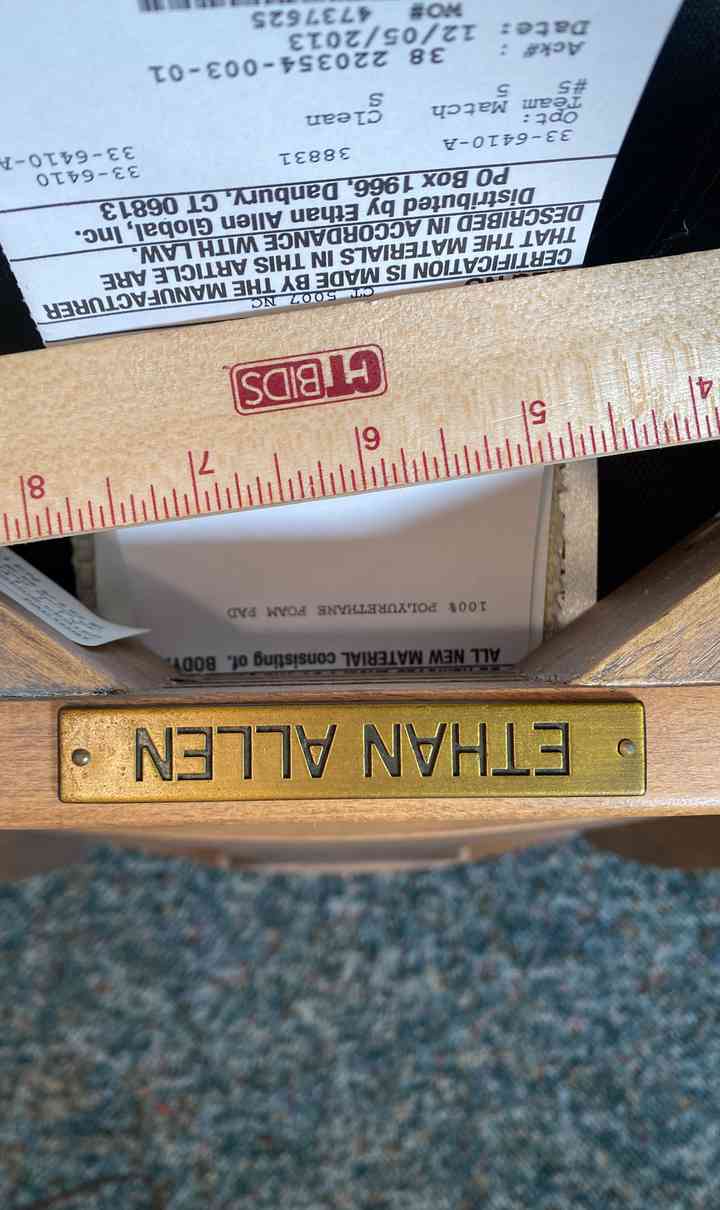 ETHAN ALLEN
ALL NEW MATERIAL consisting of. BODY
100% POLYURETHANE FOAM PAD
4 5 6 7 8
CTBIDS
CT 5007 NC
CERTIFICATION IS MADE BY THE MANUFACTURER
THAT THE MATERIALS IN THIS ARTICLE ARE
DESCRIBED IN ACCORDANCE WITH LAW.
Distributed by Ethan Allen Global, Inc.
PO Box 1966, Danbury, CT 06813
33-6410
33-6410-A 38831 33-6410-A
Opt:
Team Match Clean
#5 5 S
Ack# : 38 220354-003-01
Date: 12/05/2013
WO# 4737625